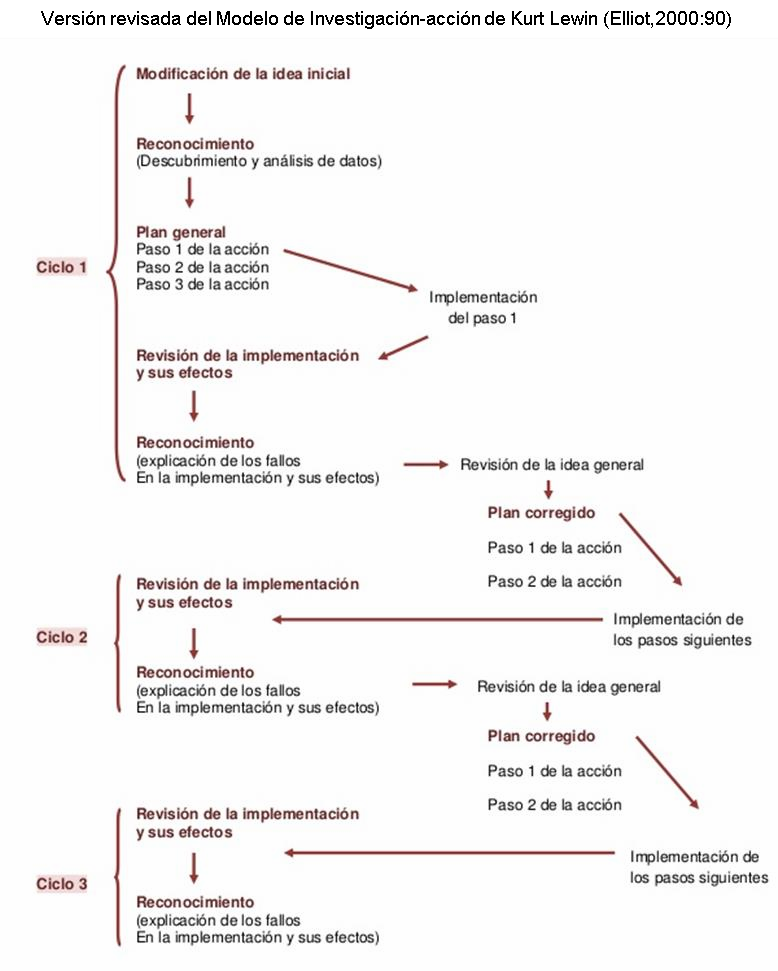 Versión revisada del Modelo de Investigación-acción de Kurt Lewin (Elliot,2000:90)
Modificación de la idea inicial
Reconocimiento
(Descubrimiento y análisis de datos)
Plan general
Paso 1 de la acción
Ciclo 1
Paso 2 de la acción
Paso 3 de la acción
Implementación
del paso 1
Revisión de la implementación
y sus efectos
Reconocimiento
(explicación de los fallos
En la implementación y sus efectos)
Revisión de la idea general
Plan corregido
Paso 1 de la acción
Paso 2 de la acción
Implementación de
los pasos siguientes
Ciclo 2
Revisión de la implementación
y sus efectos
Reconocimiento
(explicación de los fallos
En la implementación y sus efectos)
Revisión de la idea general
Plan corregido
Paso 1 de la acción
Paso 2 de la acción
Implementación de
los pasos siguientes
Ciclo 3
Revisión de la implementación
y sus efectos
Reconocimiento
(explicación de los fallos
En la implementación y sus efectos)